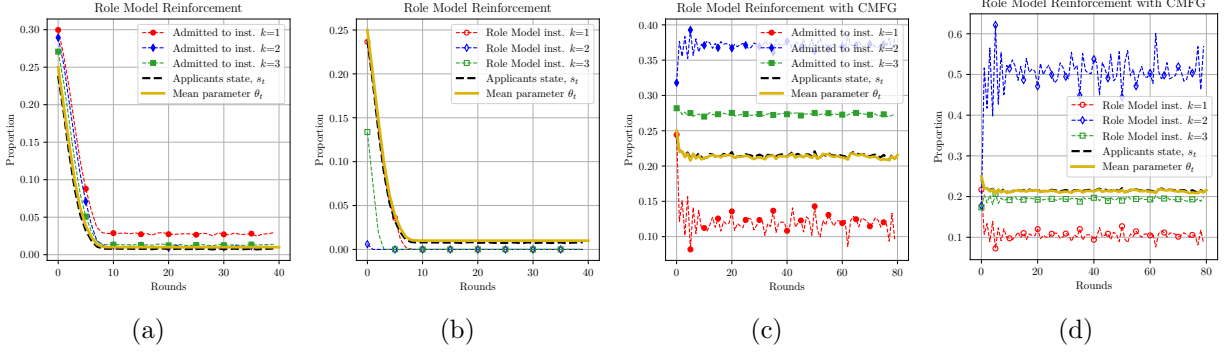 Role Model Reinforcement
Proportion
0.30
0.25
0.20
0.15
0.10
0.05
0.00
Admitted to inst. k=1
Admitted to inst. k=2
Admitted to inst. k=3
Applicants state, s_t
Mean parameter θ_t
0 10 20 30 40
Rounds
(a)
Role Model Reinforcement
Proportion
0.25
0.20
0.15
0.10
0.05
0.00
Role Model inst. k=1
Role Model inst. k=2
Role Model inst. k=3
Applicants state, s_t
Mean parameter θ_t
0 10 20 30 40
Rounds
(b)
Role Model Reinforcement with CMFG
Proportion
0.40
0.35
0.30
0.25
0.20
0.15
0.10
Admitted to inst. k=1
Admitted to inst. k=2
Admitted to inst. k=3
Applicants state, s_t
Mean parameter θ_t
0 20 40 60 80
Rounds
(c)
Role Model Reinforcement with CMFG
Proportion
0.6
0.5
0.4
0.3
0.2
0.1
Role Model inst. k=1
Role Model inst. k=2
Role Model inst. k=3
Applicants state, s_t
Mean parameter θ_t
0 20 40 60 80
Rounds
(d)